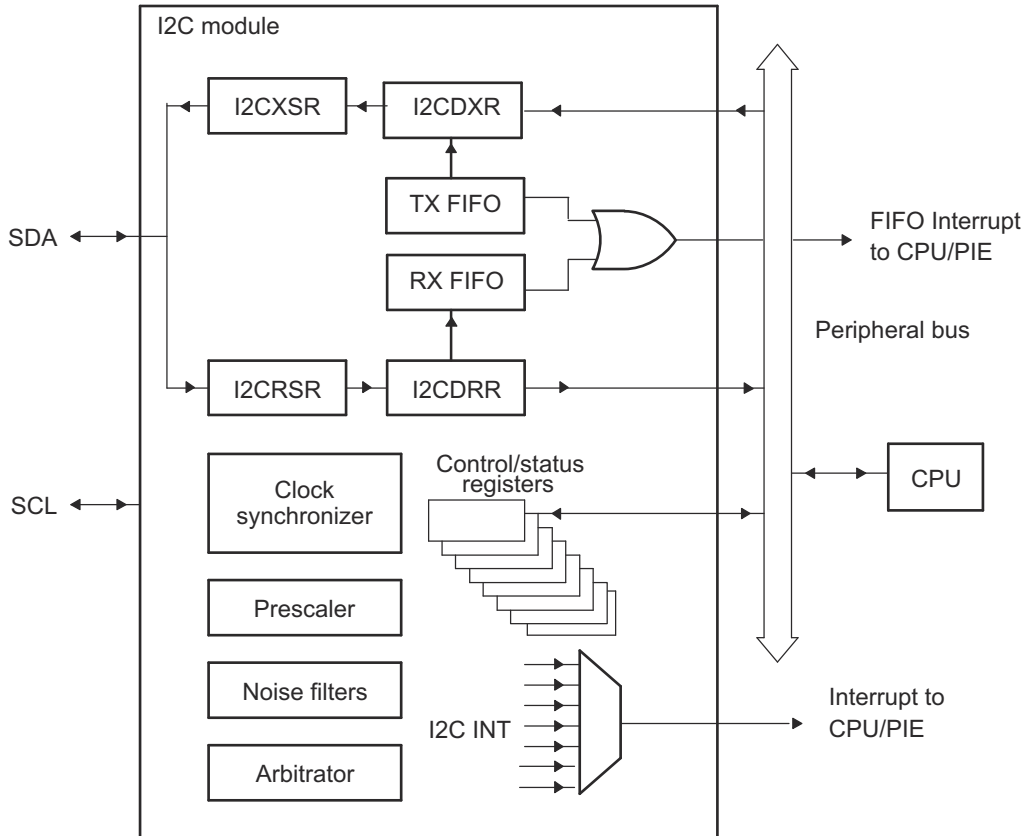 I2C module
I2CXSR
I2CDXR
TX FIFO
SDA
FIFO Interrupt
to CPU/PIE
RX FIFO
Peripheral bus
I2CRSR
I2CDRR
Control/status
registers
Clock
synchronizer
SCL
CPU
Prescaler
Noise filters
I2C INT
Interrupt to
CPU/PIE
Arbitrator